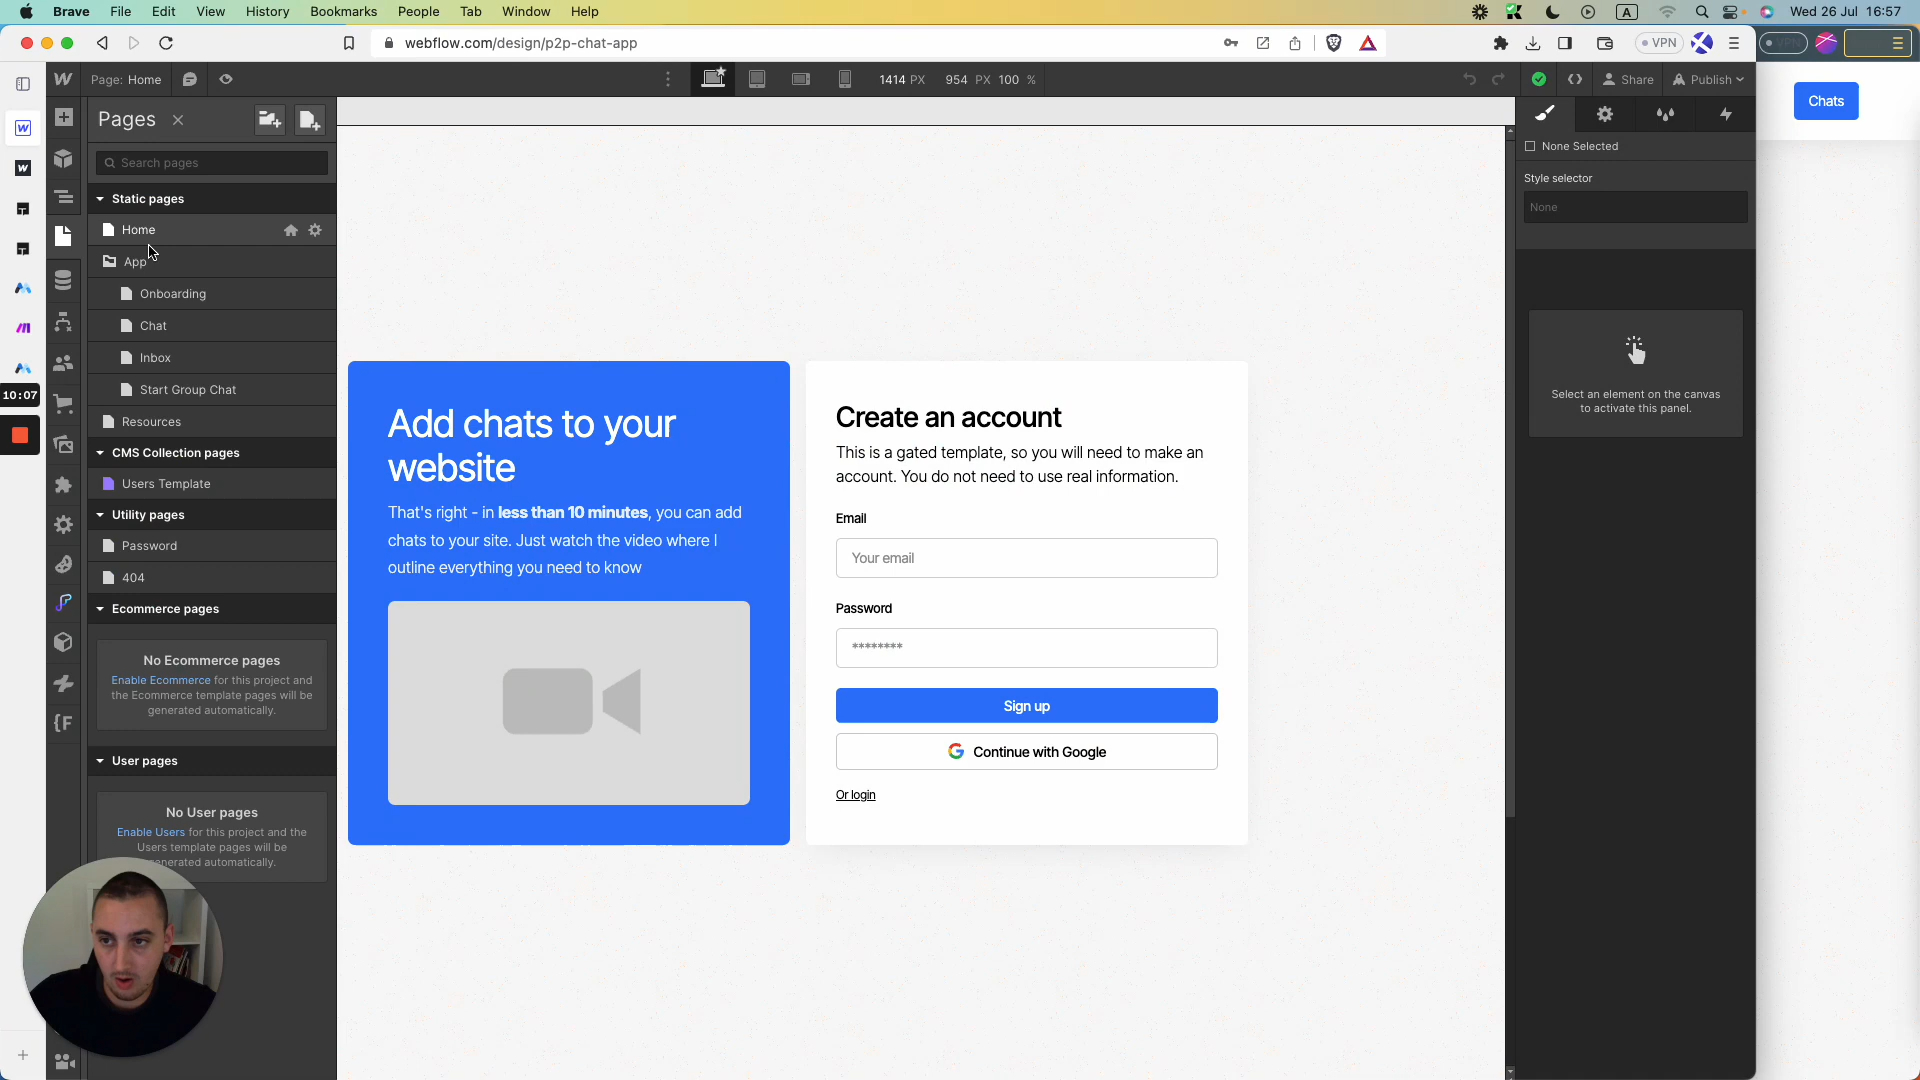 Brave File Edit View History Bookmarks People Tab Window Help
A
Wed 26 Jul 16:57
webflow.com/design/p2p-chat-app
VPN
VPN
Page: Home
1414 PX 954 PX 100 %
Share
Publish
Chats
Pages
Search pages
Static pages
Home
App
Onboarding
Chat
Inbox
Start Group Chat
Resources
CMS Collection pages
Users Template
Utility pages
Password
404
Ecommerce pages
No Ecommerce pages
Enable Ecommerce for this project and
the Ecommerce template pages will be
generated automatically.
User pages
No User pages
Enable Users for this project and the
Users template pages will be
generated automatically.
10:07
Add chats to your
website
That's right - in less than 10 minutes, you can add
chats to your site. Just watch the video where I
outline everything you need to know
Create an account
This is a gated template, so you will need to make an
account. You do not need to use real information.
Email
Your email
Password
********
Sign up
Continue with Google
Or login
None Selected
Style selector
None
Select an element on the canvas
to activate this panel.